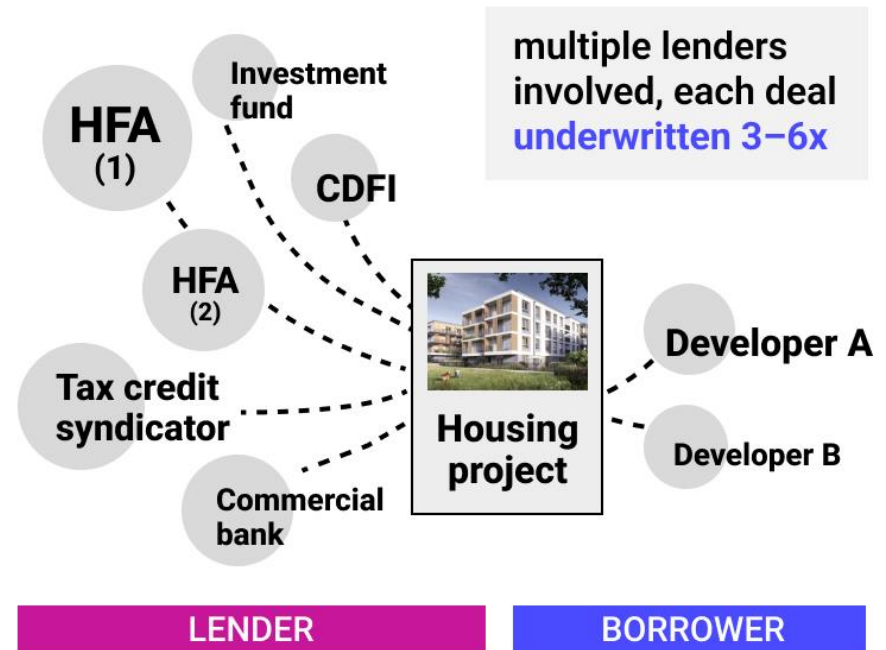 multiple lenders
involved, each deal
underwritten 3–6x
Investment
fund
HFA
(1)
CDFI
HFA
(2)
Tax credit
syndicator
Commercial
bank
Housing
project
Developer A
Developer B
LENDER
BORROWER